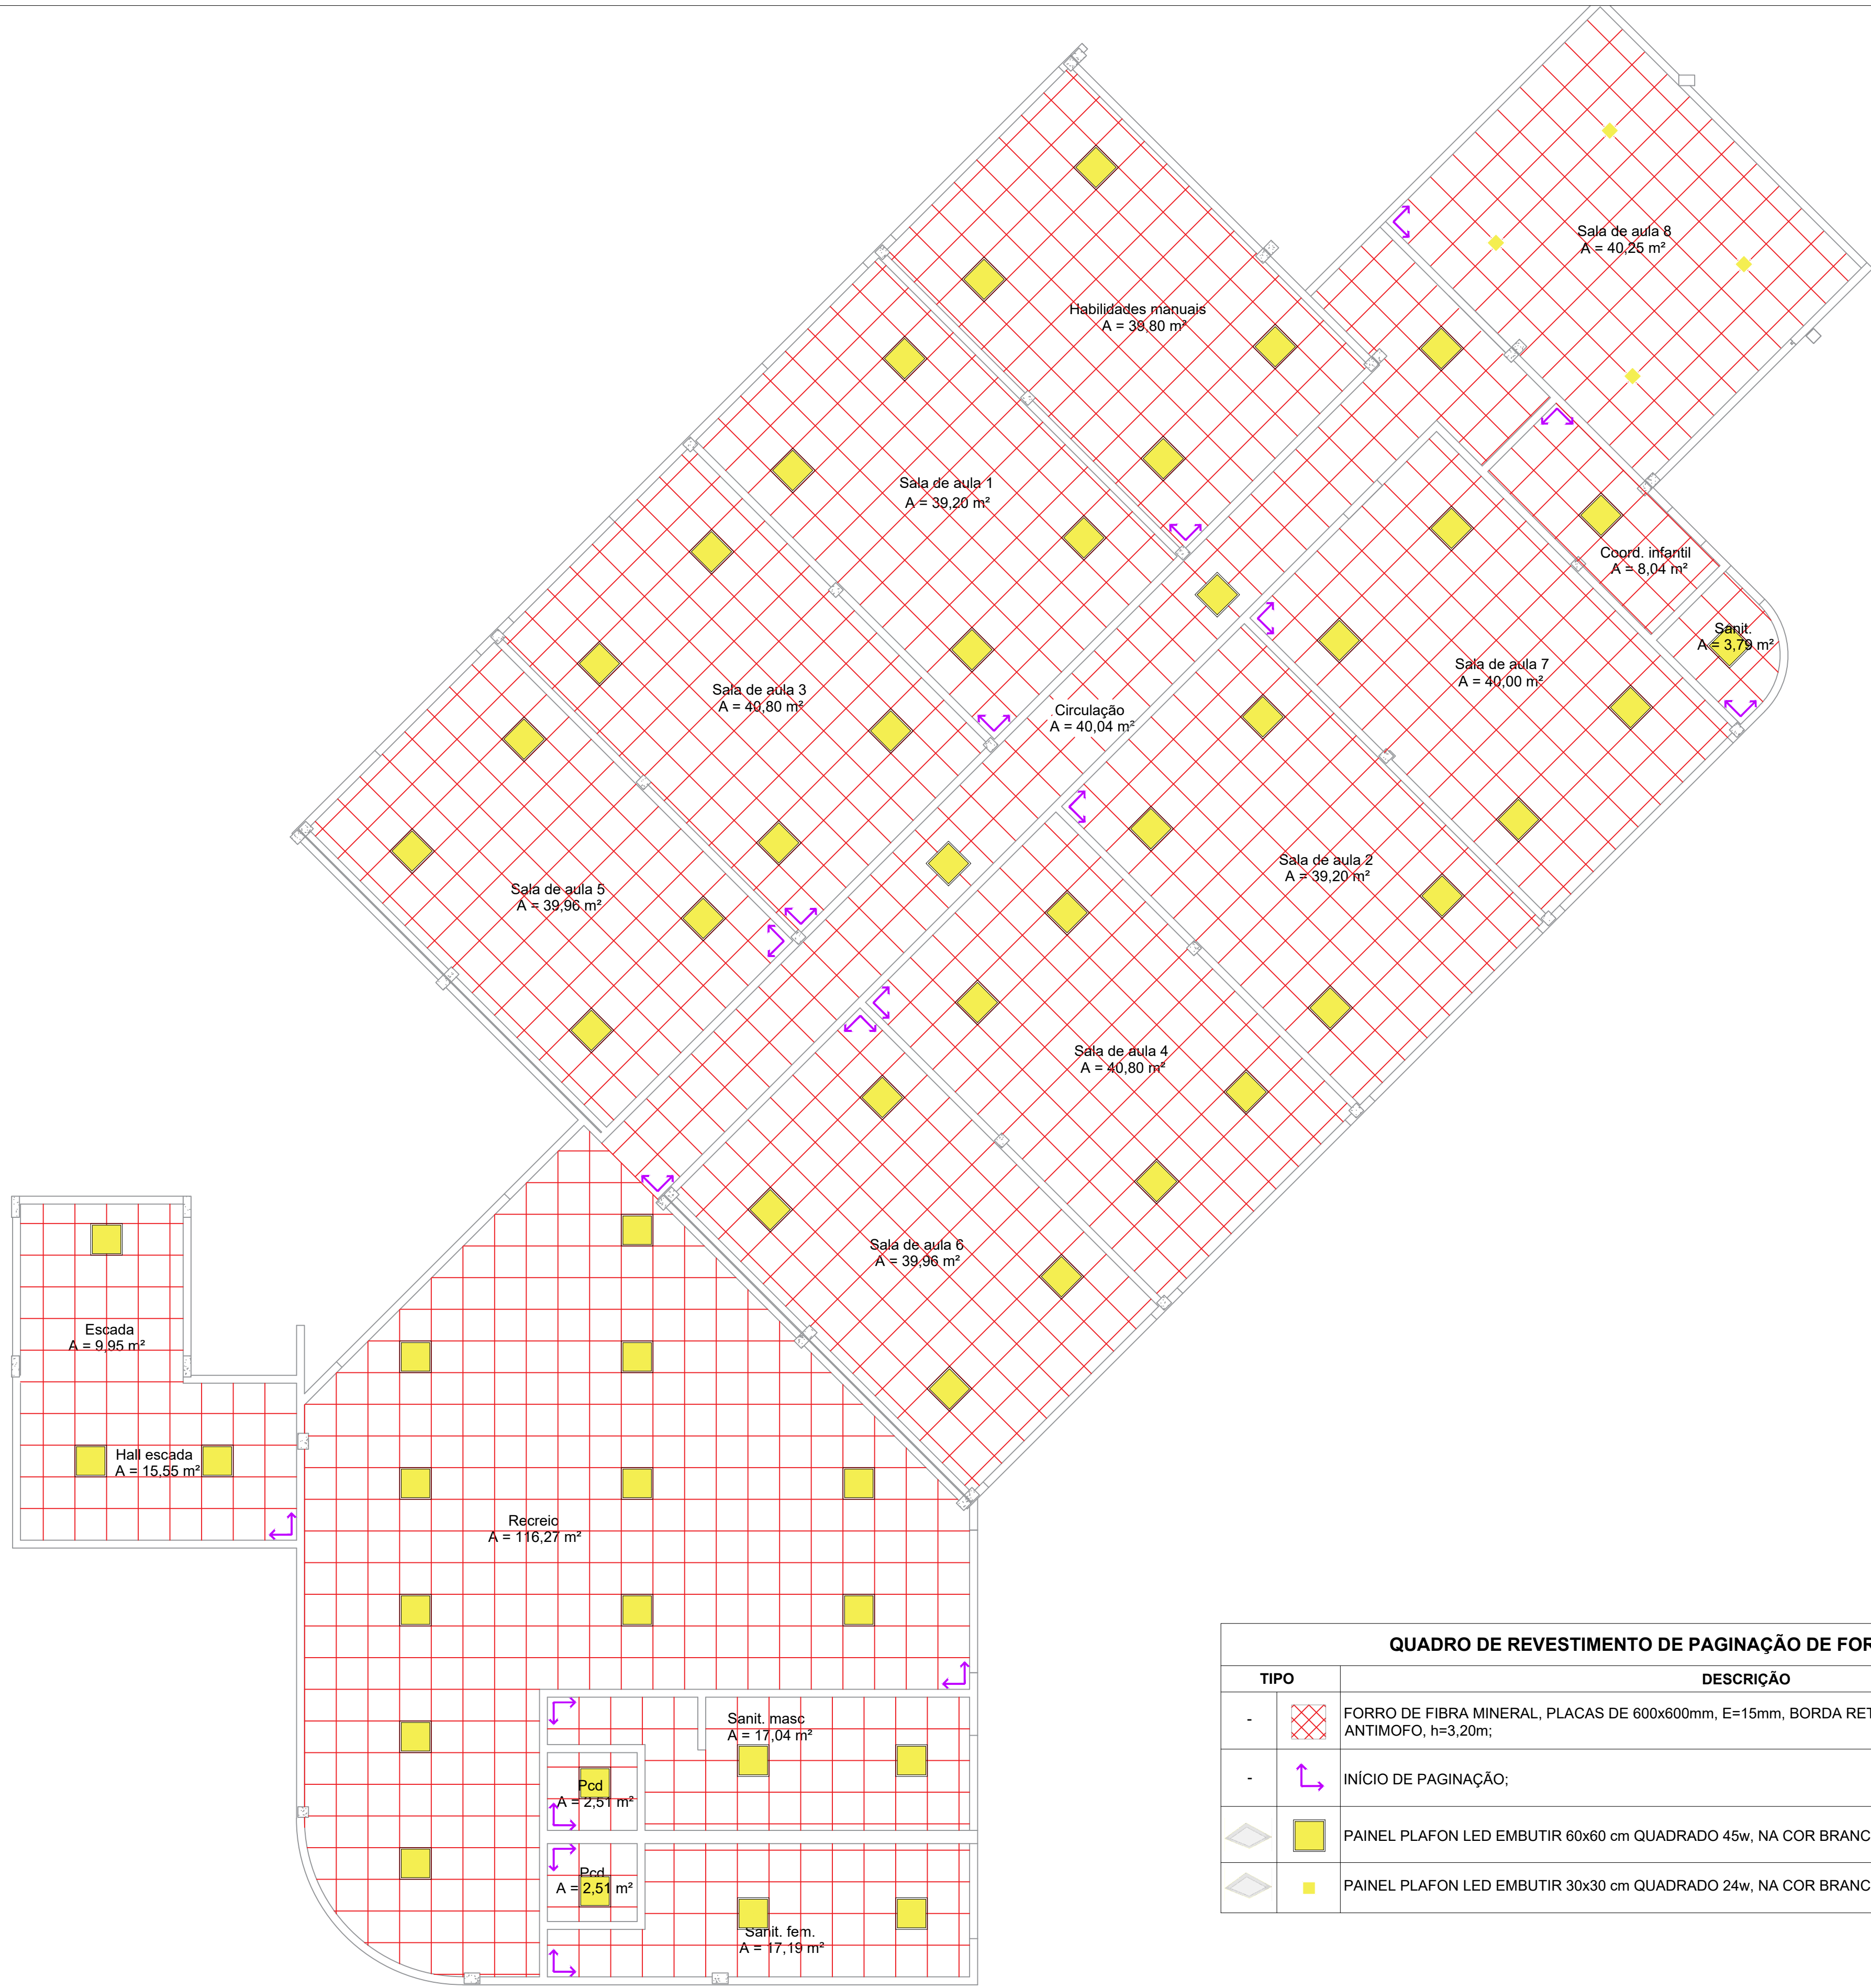 Sala de aula 8
A = 40,25 m²
Habilidades manuais
A = 39,80 m²
Sala de aula 1
A = 39,20 m²
Coord. infantil
A = 8,04 m²
Sanit.
A = 3,79 m²
Sala de aula 7
A = 40,00 m²
Sala de aula 3
A = 40,80 m²
Circulação
A = 40,04 m²
Sala de aula 2
A = 39,20 m²
Sala de aula 5
A = 39,96 m²
Sala de aula 4
A = 40,80 m²
Sala de aula 6
A = 39,96 m²
Escada
A = 9,95 m²
Hall escada
A = 15,55 m²
Recreio
A = 116,27 m²
Sanit. masc
A = 17,04 m²
Pcd
A = 2,51 m²
Pcd
A = 2,51 m²
Sanit. fem.
A = 17,19 m²
QUADRO DE REVESTIMENTO DE PAGINAÇÃO DE FOR
TIPO DESCRIÇÃO
- FORRO DE FIBRA MINERAL, PLACAS DE 600x600mm, E=15mm, BORDA RET
ANTIMOFO, h=3,20m;
- INÍCIO DE PAGINAÇÃO;
PAINEL PLAFON LED EMBUTIR 60x60 cm QUADRADO 45w, NA COR BRANC
PAINEL PLAFON LED EMBUTIR 30x30 cm QUADRADO 24w, NA COR BRANC